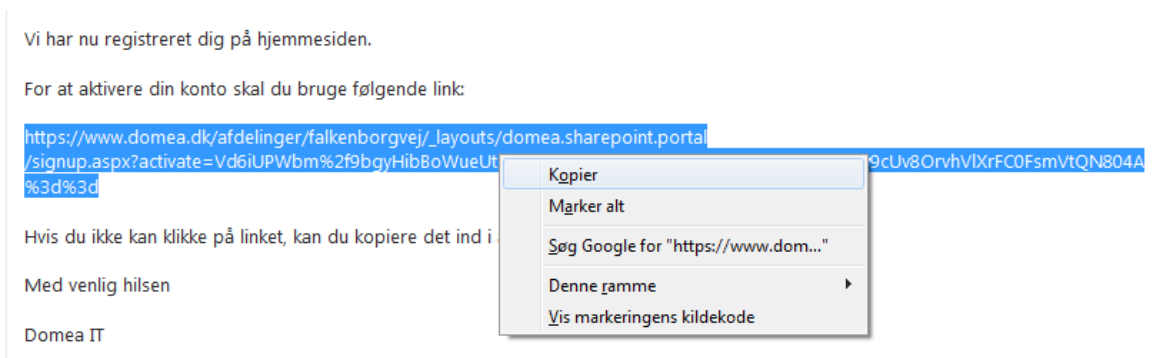 Vi har nu registreret dig på hjemmesiden.
For at aktivere din konto skal du bruge følgende link:
https://www.domea.dk/afdelinger/falkenborgvej/_layouts/domea.sharepoint.portal
/signup.aspx?activate=Vd6iUPWbm%2f9bgyHibBoWueUt 9cUv8OrvhVlXrFC0FsmVtQN804A
%3d%3d
Hvis du ikke kan klikke på linket, kan du kopiere det ind i
Med venlig hilsen
Domea IT
Kopier
Marker alt
Søg Google for "https://www.dom..."
Denne ramme
Vis markeringens kildekode